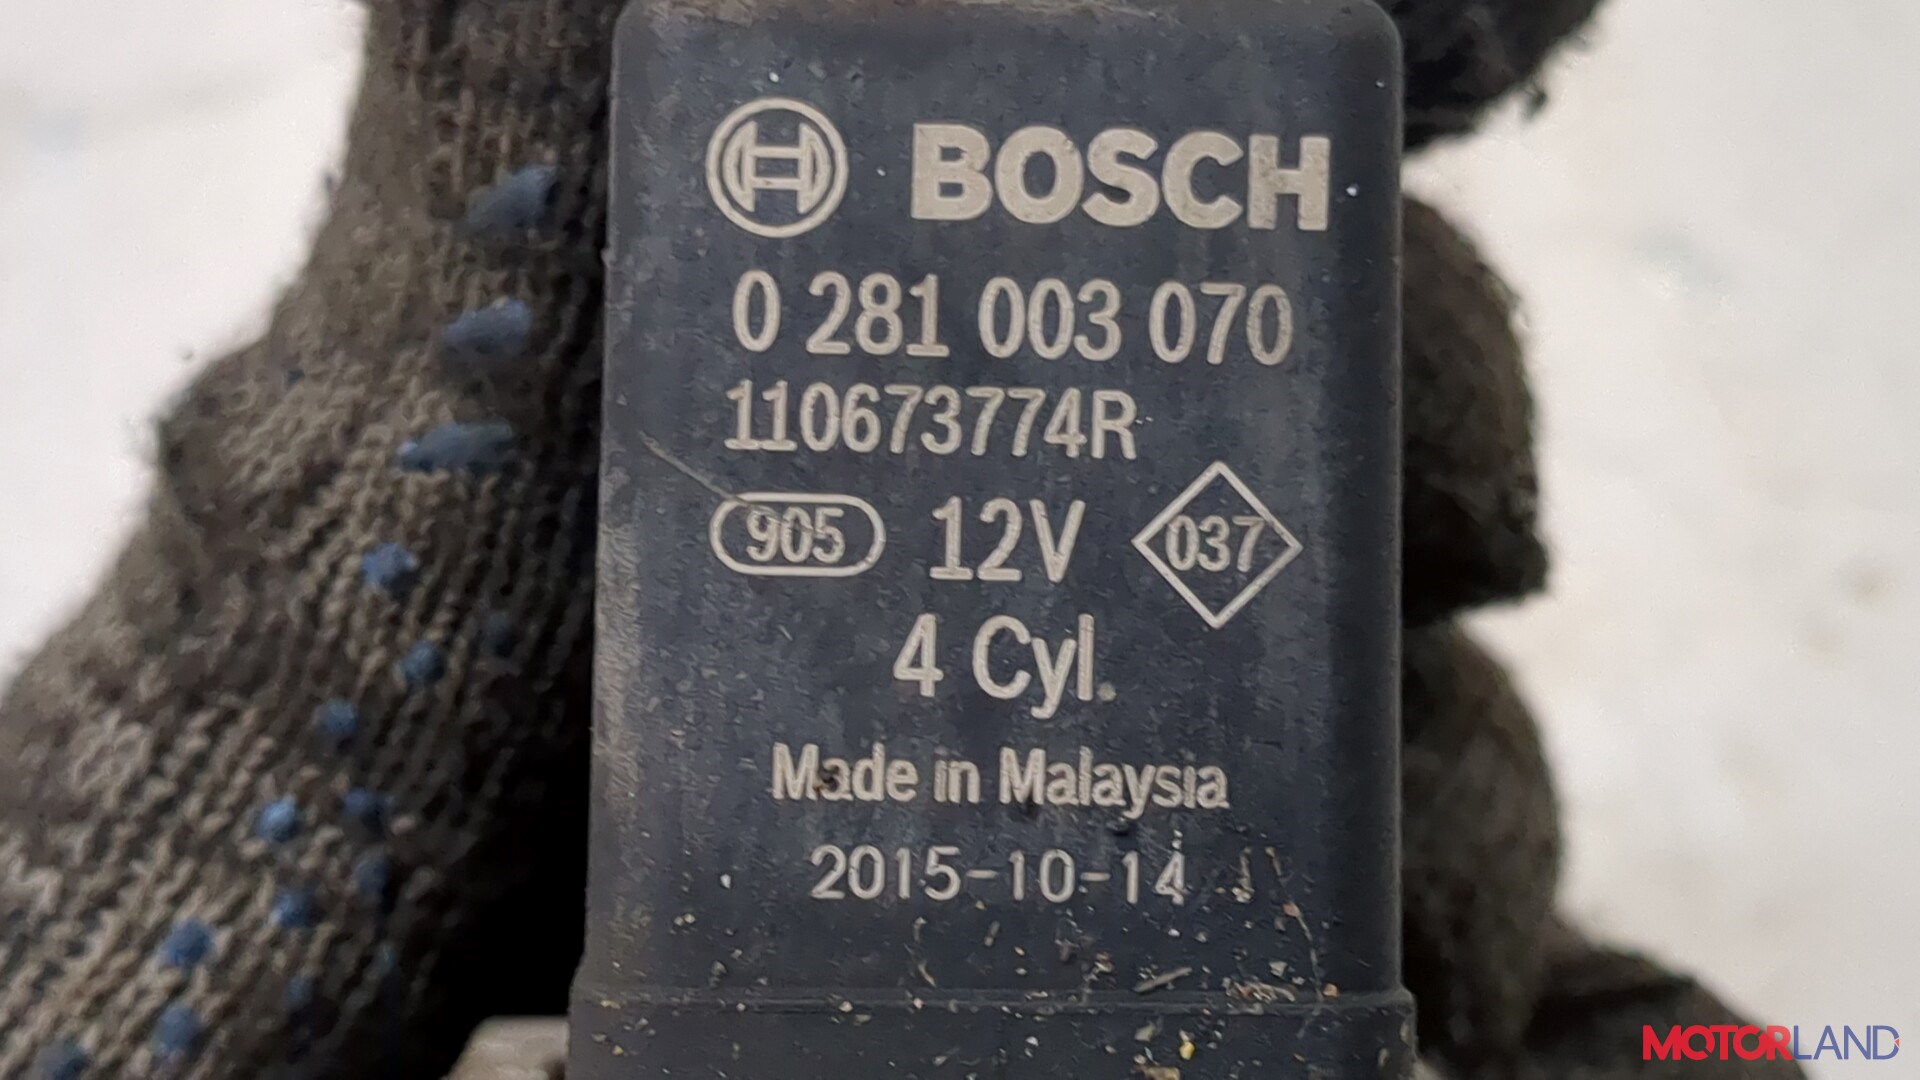 BOSCH
0 281 003 070
110673774R
905 12V 037
4 Cyl.
Made in Malaysia
2015-10-14
MOTORLAND